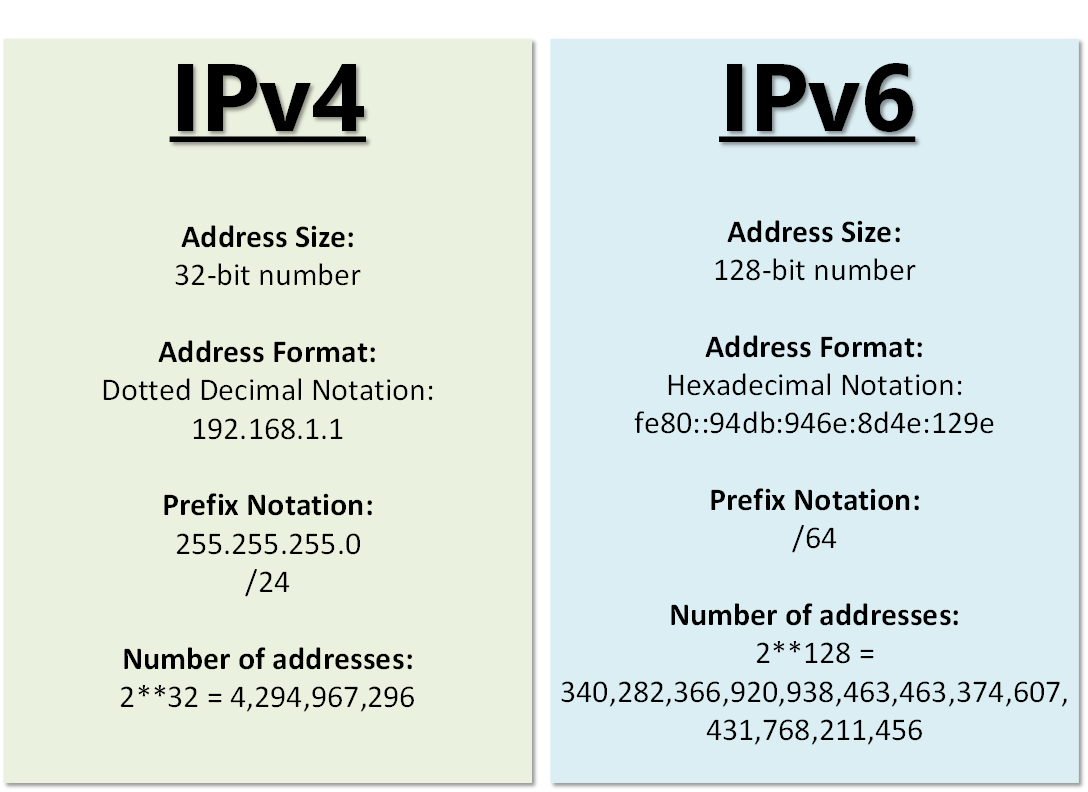 IPv4
Address Size:
32-bit number
Address Format:
Dotted Decimal Notation:
192.168.1.1
Prefix Notation:
255.255.255.0
/24
Number of addresses:
2**32 = 4,294,967,296
IPv6
Address Size:
128-bit number
Address Format:
Hexadecimal Notation:
fe80::94db:946e:8d4e:129e
Prefix Notation:
/64
Number of addresses:
2**128 =
340,282,366,920,938,463,463,374,607,
431,768,211,456